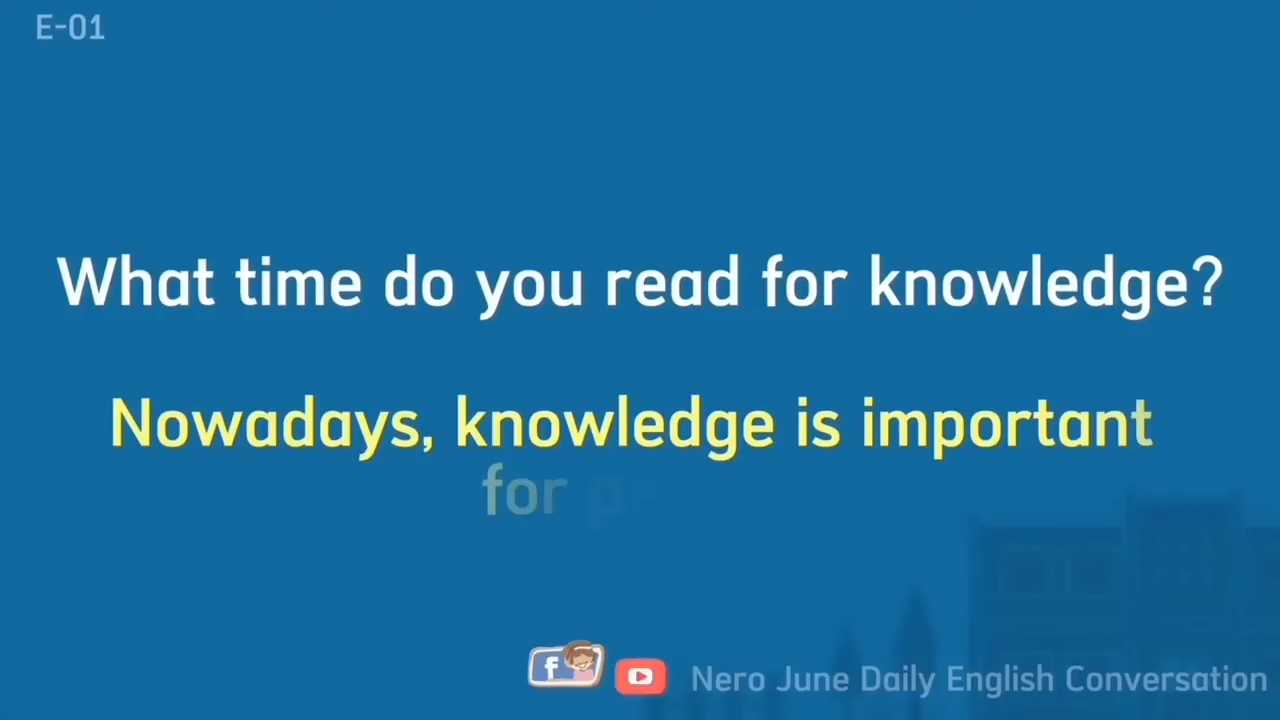 E-01
What time do you read for knowledge?
Nowadays, knowledge is important
for
Nero June Daily English Conversation